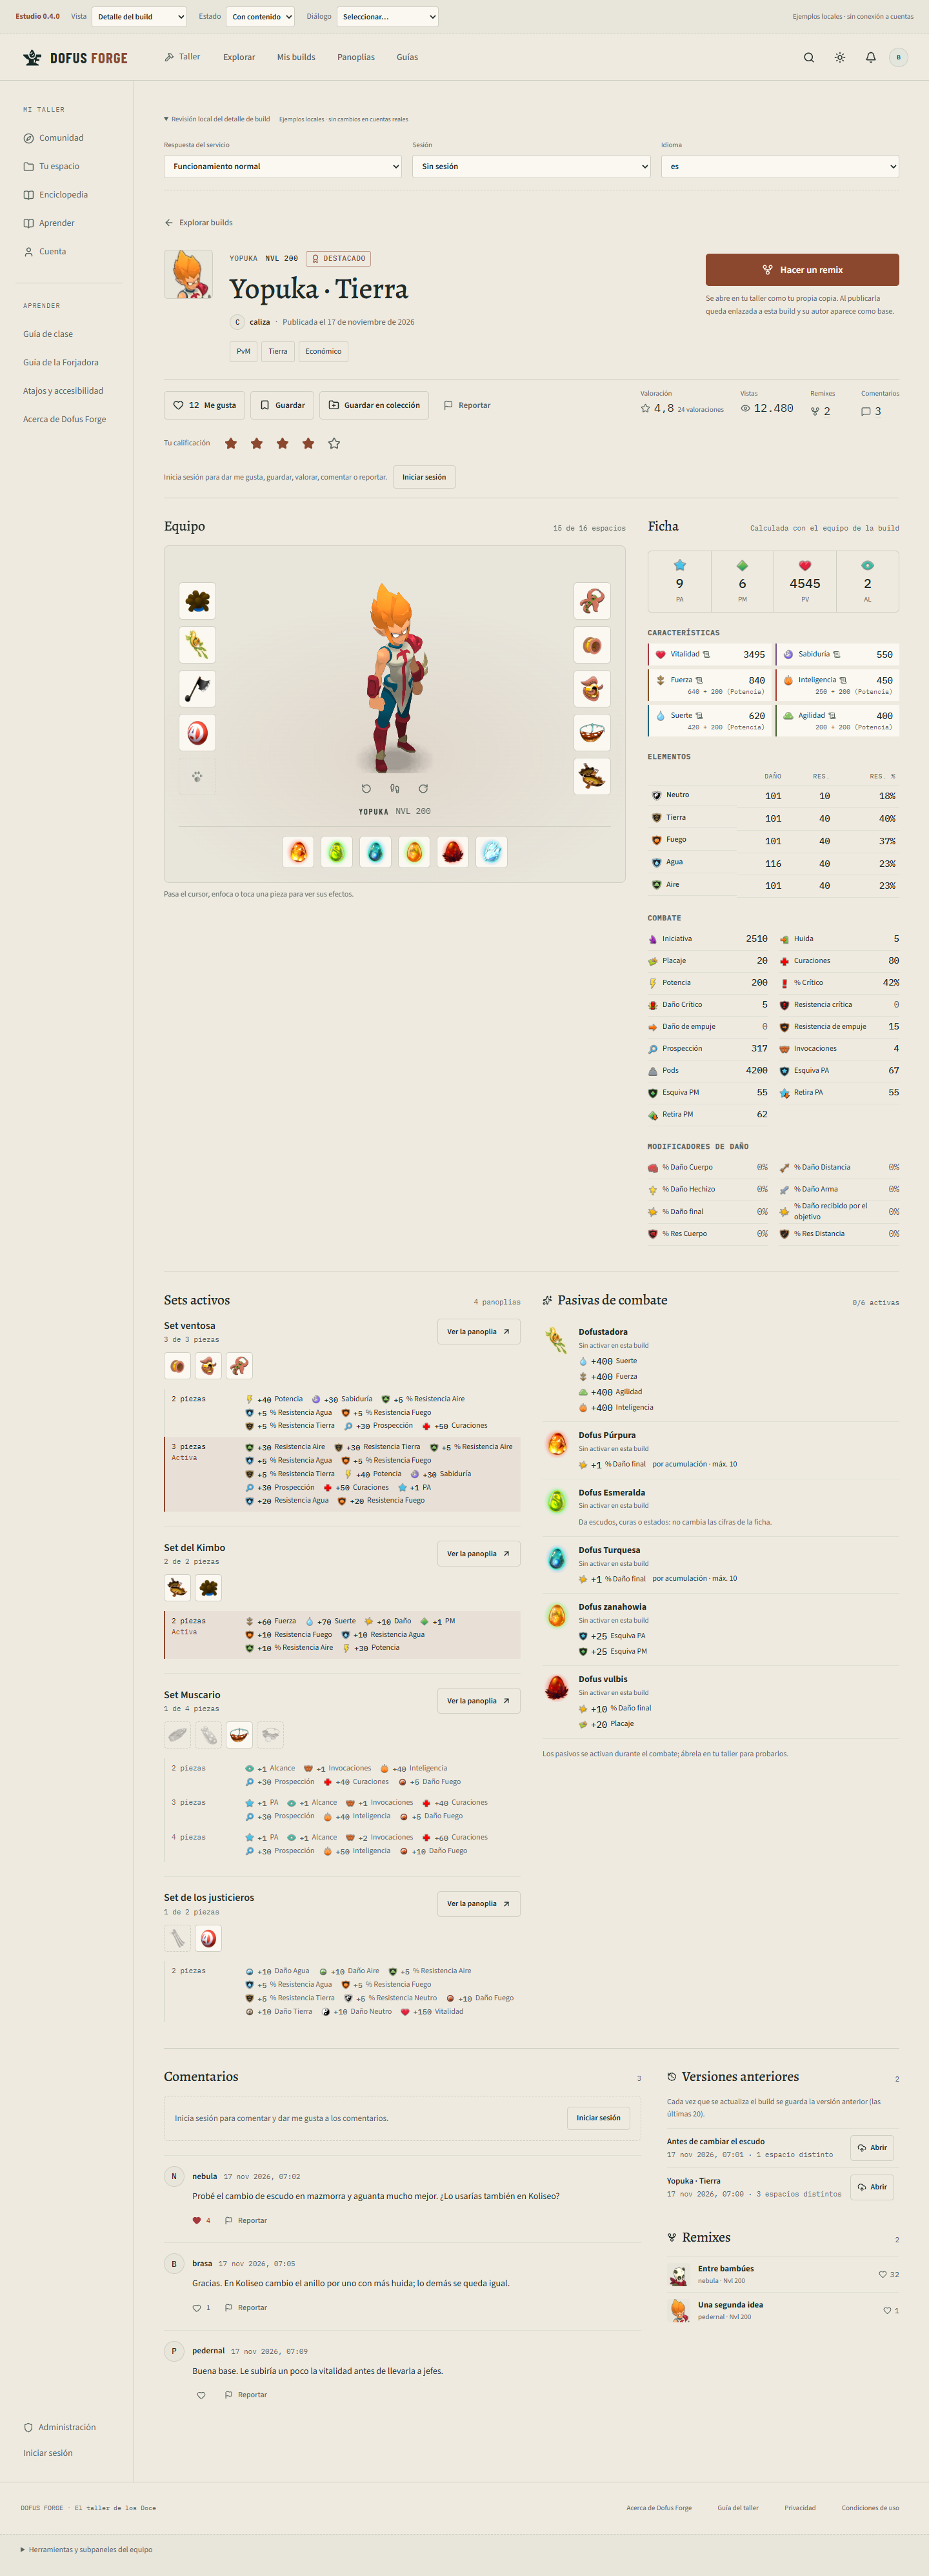 Estudio 0.4.0 Vista Detalle del build Estado Con contenido Diálogo Seleccionar... Ejemplos locales · sin conexión a cuentas
DOFUS FORGE Taller Explorar Mis builds Panoplias Guías B
MI TALLER
Comunidad
Tu espacio
Enciclopedia
Aprender
Cuenta
APRENDER
Guía de clase
Guía de la Forjadora
Atajos y accesibilidad
Acerca de Dofus Forge
Administración
Iniciar sesión
▼ Revisión local del detalle de build Ejemplos locales · sin cambios en cuentas reales
Respuesta del servicio Sesión Idioma
Funcionamiento normal Sin sesión es
Explorar builds
YOPUKA NVL 200 DESTACADO
Yopuka · Tierra
C caliza · Publicada el 17 de noviembre de 2026
PvM Tierra Económico
Hacer un remix
Se abre en tu taller como tu propia copia. Al publicarla
queda enlazada a esta build y su autor aparece como base.
12 Me gusta Guardar Guardar en colección Reportar
Valoración Vistas Remixes Comentarios
4,8 24 valoraciones 12.480 2 3
Tu calificación
Inicia sesión para dar me gusta, guardar, valorar, comentar o reportar. Iniciar sesión
Equipo 15 de 16 espacios
YOPUKA NVL 200
Pasa el cursor, enfoca o toca una pieza para ver sus efectos.
Ficha Calculada con el equipo de la build
9 6 4545 2
PA PM PV AL
CARACTERÍSTICAS
Vitalidad 3495 Sabiduría 550
Fuerza 840 Inteligencia 450
640 + 200 (Potencia) 250 + 200 (Potencia)
Suerte 620 Agilidad 400
420 + 200 (Potencia) 200 + 200 (Potencia)
ELEMENTOS
DAÑO RES. RES. %
Neutro 101 10 18%
Tierra 101 40 40%
Fuego 101 40 37%
Agua 116 40 23%
Aire 101 40 23%
COMBATE
Iniciativa 2510 Huida 5
Placaje 20 Curaciones 80
Potencia 200 % Crítico 42%
Daño Crítico 5 Resistencia crítica 0
Daño de empuje 0 Resistencia de empuje 15
Prospección 317 Invocaciones 4
Pods 4200 Esquiva PA 67
Esquiva PM 55 Retira PA 55
Retira PM 62
MODIFICADORES DE DAÑO
% Daño Cuerpo 0% % Daño Distancia 0%
% Daño Hechizo 0% % Daño Arma 0%
% Daño final 0% % Daño recibido por el objetivo 0%
% Res Cuerpo 0% % Res Distancia 0%
Sets activos 4 panoplias
Set ventosa Ver la panoplia
3 de 3 piezas
2 piezas +40 Potencia +30 Sabiduría +5 % Resistencia Aire
+5 % Resistencia Agua +5 % Resistencia Fuego
+5 % Resistencia Tierra +30 Prospección +50 Curaciones
3 piezas +30 Resistencia Aire +30 Resistencia Tierra +5 % Resistencia Aire
Activa +5 % Resistencia Agua +5 % Resistencia Fuego
+5 % Resistencia Tierra +40 Potencia +30 Sabiduría
+30 Prospección +50 Curaciones +1 PA
+20 Resistencia Agua +20 Resistencia Fuego
Set del Kimbo Ver la panoplia
2 de 2 piezas
2 piezas +60 Fuerza +70 Suerte +10 Daño +1 PM
Activa +10 Resistencia Fuego +10 Resistencia Agua
+10 % Resistencia Aire +30 Potencia
Set Muscario Ver la panoplia
1 de 4 piezas
2 piezas +1 Alcance +1 Invocaciones +40 Inteligencia
+30 Prospección +40 Curaciones +5 Daño Fuego
3 piezas +1 PA +1 Alcance +1 Invocaciones +40 Curaciones
+30 Prospección +40 Inteligencia +5 Daño Fuego
4 piezas +1 PA +1 Alcance +2 Invocaciones +60 Curaciones
+30 Prospección +50 Inteligencia +10 Daño Fuego
Set de los justicieros Ver la panoplia
1 de 2 piezas
2 piezas +10 Daño Agua +10 Daño Aire +5 % Resistencia Aire
+5 % Resistencia Agua +5 % Resistencia Fuego
+5 % Resistencia Tierra +5 % Resistencia Neutro +10 Daño Fuego
+10 Daño Tierra +10 Daño Neutro +150 Vitalidad
Pasivas de combate 0/6 activas
Dofustadora
Sin activar en esta build
+400 Suerte
+400 Fuerza
+400 Agilidad
+400 Inteligencia
Dofus Púrpura
Sin activar en esta build
+1 % Daño final por acumulación · máx. 10
Dofus Esmeralda
Sin activar en esta build
Da escudos, curas o estados: no cambia las cifras de la ficha.
Dofus Turquesa
Sin activar en esta build
+1 % Daño final por acumulación · máx. 10
Dofus zanahowia
Sin activar en esta build
+25 Esquiva PA
+25 Esquiva PM
Dofus vulbis
Sin activar en esta build
+10 % Daño final
+20 Placaje
Los pasivos se activan durante el combate; ábrela en tu taller para probarlos.
Comentarios 3
Inicia sesión para comentar y dar me gusta a los comentarios. Iniciar sesión
N nebula 17 nov 2026, 07:02
Probé el cambio de escudo en mazmorra y aguanta mucho mejor. ¿Lo usarías también en Koliseo?
4 Reportar
B brasa 17 nov 2026, 07:05
Gracias. En Koliseo cambio el anillo por uno con más huida; lo demás se queda igual.
1 Reportar
P pedernal 17 nov 2026, 07:09
Buena base. Le subiría un poco la vitalidad antes de llevarla a jefes.
Reportar
Versiones anteriores 2
Cada vez que se actualiza el build se guarda la versión anterior (las
últimas 20).
Antes de cambiar el escudo Abrir
17 nov 2026, 07:01 · 1 espacio distinto
Yopuka · Tierra Abrir
17 nov 2026, 07:00 · 3 espacios distintos
Remixes 2
Entre bambúes 32
nebula · Nvl 200
Una segunda idea 1
pedernal · Nvl 200
DOFUS FORGE · El taller de los Doce Acerca de Dofus Forge Guía del taller Privacidad Condiciones de uso
▶ Herramientas y subpaneles del equipo